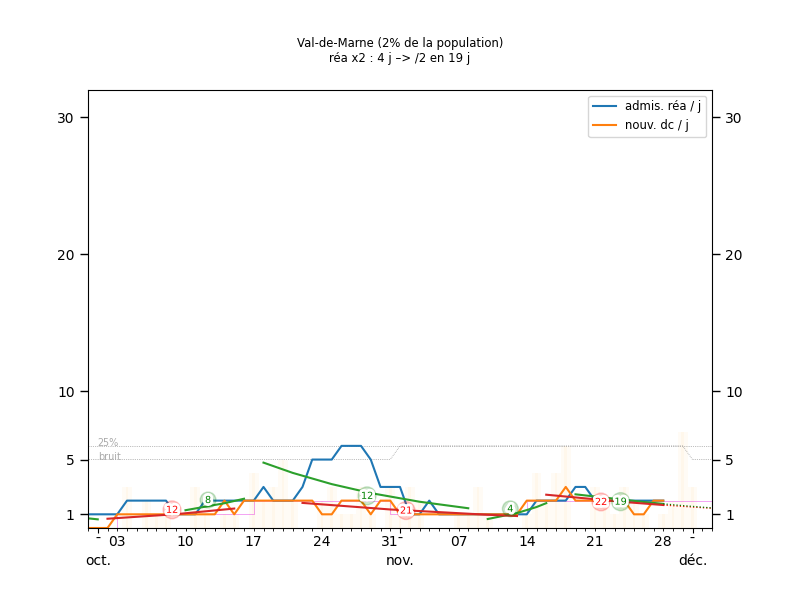 Val-de-Marne (2% de la population)
réa x2 : 4 j –> /2 en 19 j
admis. réa / j
nouv. dc / j
30 30
20 20
10 10
25%
5 5
bruit
8 12 4 22 19
12 21
1 1
- 03 10 17 24 31 - 07 14 21 28 -
oct. nov. déc.